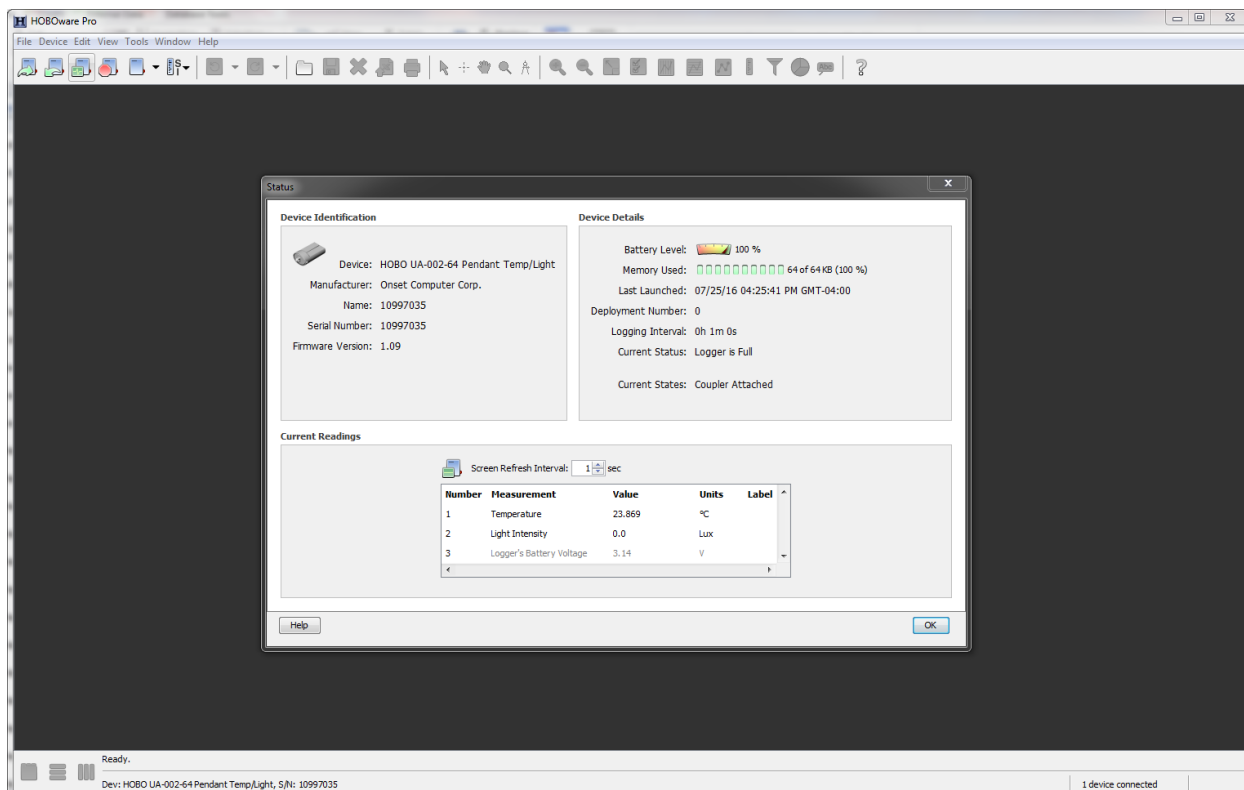 HOBOware Pro
File Device Edit View Tools Window Help
Status
Device Identification
Device: HOBO UA-002-64 Pendant Temp/Light
Manufacturer: Onset Computer Corp.
Name: 10997035
Serial Number: 10997035
Firmware Version: 1.09
Device Details
Battery Level: 100 %
Memory Used: 64 of 64 KB (100 %)
Last Launched: 07/25/16 04:25:41 PM GMT-04:00
Deployment Number: 0
Logging Interval: 0h 1m 0s
Current Status: Logger is Full
Current States: Coupler Attached
Current Readings
Screen Refresh Interval: 1 sec
Number Measurement Value Units Label
1 Temperature 23.869 °C
2 Light Intensity 0.0 Lux
3 Logger's Battery Voltage 3.14 V
Help
OK
Ready.
Dev: HOBO UA-002-64 Pendant Temp/Light, S/N: 10997035
1 device connected